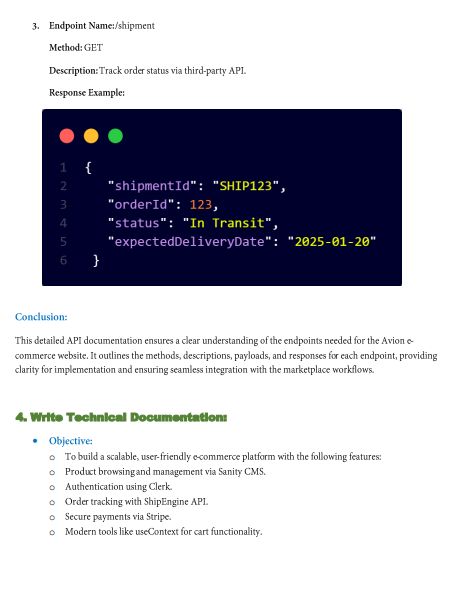 3. Endpoint Name:/shipment
Method: GET
Description: Track order status via third-party API.
Response Example:
1 {
2 "shipmentId": "SHIP123",
3 "orderId": 123,
4 "status": "In Transit",
5 "expectedDeliveryDate": "2025-01-20"
6 }
Conclusion:
This detailed API documentation ensures a clear understanding of the endpoints needed for the Avion e-
commerce website. It outlines the methods, descriptions, payloads, and responses for each endpoint, providing
clarity for implementation and ensuring seamless integration with the marketplace workflows.
4. Write Technical Documentation:
• Objective:
o To build a scalable, user-friendly e-commerce platform with the following features:
o Product browsing and management via Sanity CMS.
o Authentication using Clerk.
o Order tracking with ShipEngine API.
o Secure payments via Stripe.
o Modern tools like useContext for cart functionality.